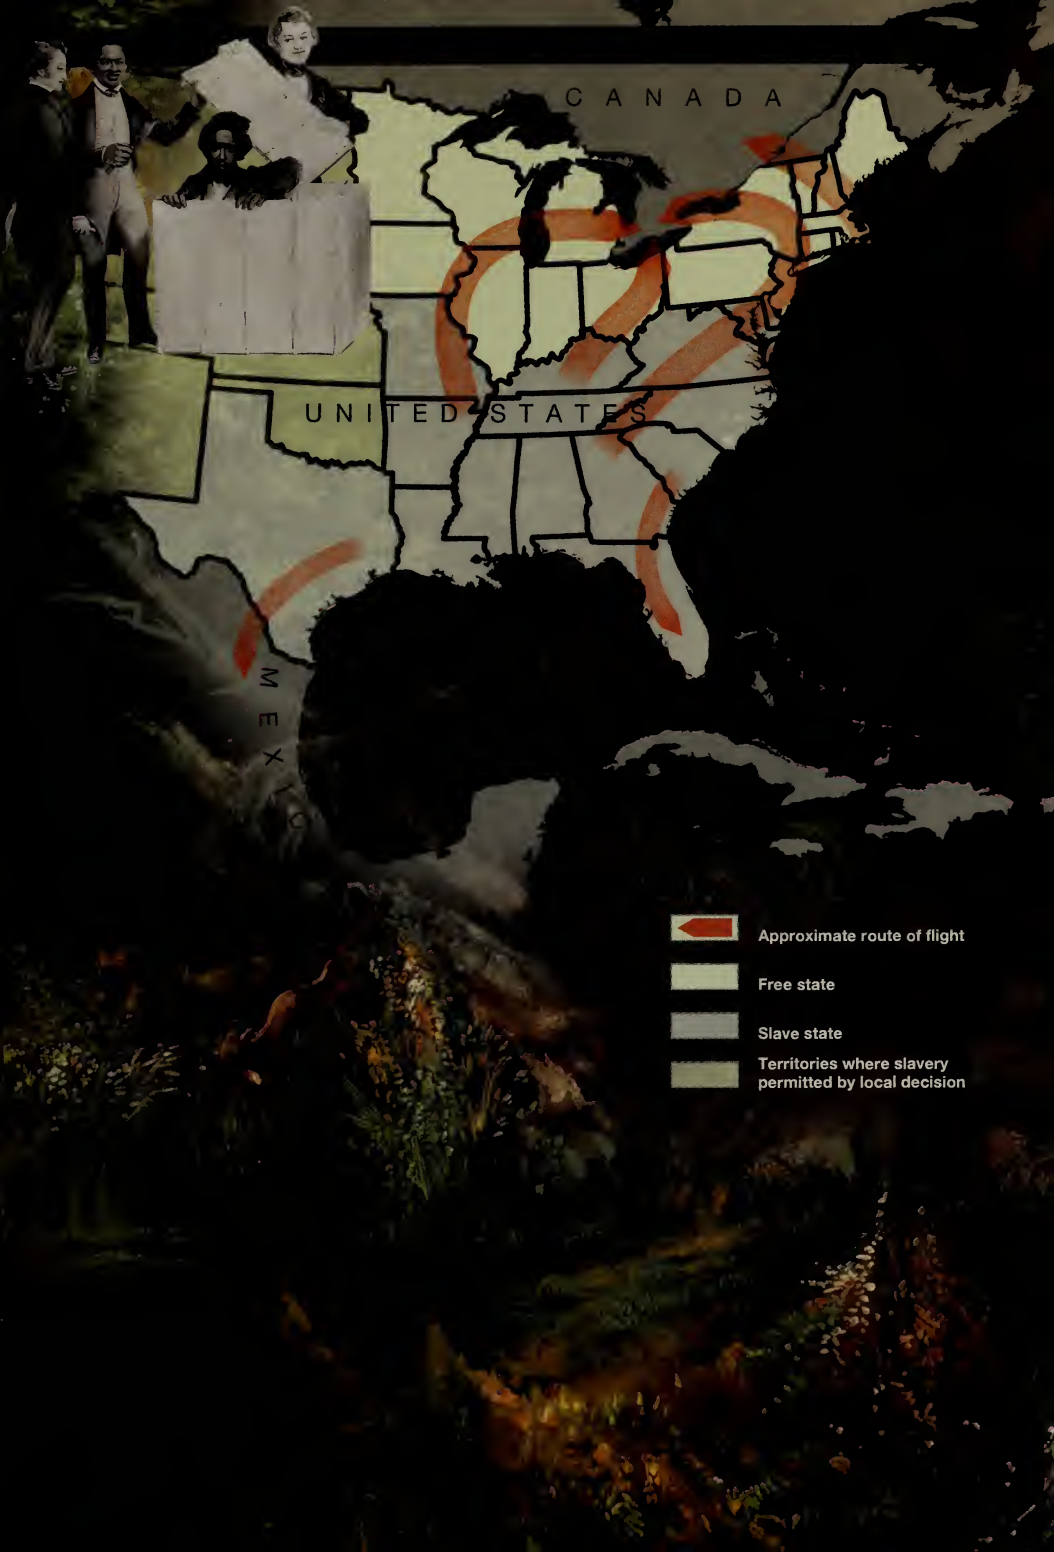 CANADA
UNITED STATES
MEXICO
Approximate route of flight
Free state
Slave state
Territories where slavery
permitted by local decision